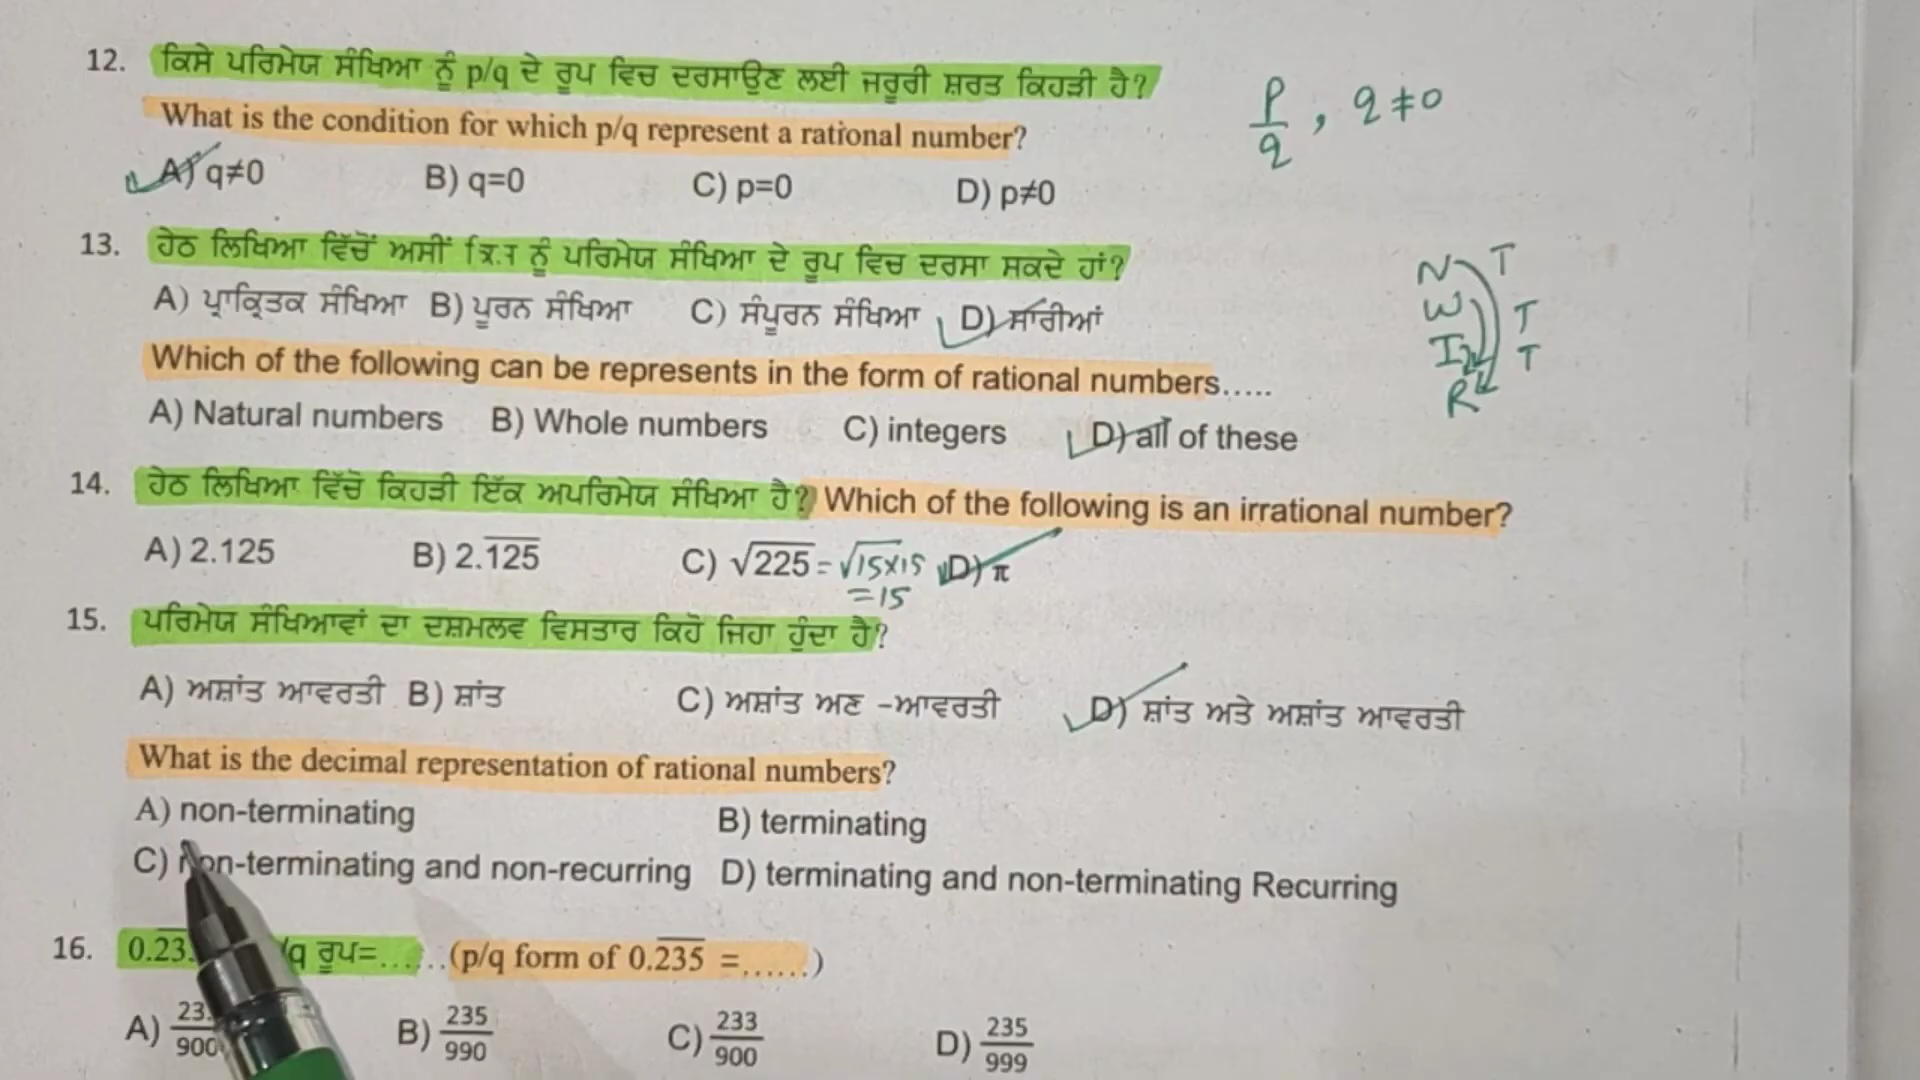 12. ਕਿਸੇ ਪਰਿਮੇਯ ਸੰਖਿਆ ਨੂੰ p/q ਦੇ ਰੂਪ ਵਿਚ ਦਰਸਾਉਣ ਲਈ ਜਰੂਰੀ ਸ਼ਰਤ ਕਿਹੜੀ ਹੈ?
What is the condition for which p/q represent a rational number?
p/q , q≠0
A) q≠0 B) q=0 C) p=0 D) p≠0
13. ਹੇਠ ਲਿਖਿਆ ਵਿੱਚੋਂ ਅਸੀਂ ਨੂੰ ਪਰਿਮੇਯ ਸੰਖਿਆ ਦੇ ਰੂਪ ਵਿਚ ਦਰਸਾ ਸਕਦੇ ਹਾਂ?
A) ਪ੍ਰਾਕ੍ਰਿਤਕ ਸੰਖਿਆ B) ਪੂਰਨ ਸੰਖਿਆ C) ਸੰਪੂਰਨ ਸੰਖਿਆ D) ਸਾਰੀਆਂ
N T
W T
I T
R
Which of the following can be represents in the form of rational numbers.....
A) Natural numbers B) Whole numbers C) integers D) all of these
14. ਹੇਠ ਲਿਖਿਆ ਵਿੱਚੋ ਕਿਹੜੀ ਇੱਕ ਅਪਰਿਮੇਯ ਸੰਖਿਆ ਹੈ? Which of the following is an irrational number?
A) 2.125 B) 2.1̅2̅5̅ C) √225 = √15×15 D) π
=15
15. ਪਰਿਮੇਯ ਸੰਖਿਆਵਾਂ ਦਾ ਦਸ਼ਮਲਵ ਵਿਸਤਾਰ ਕਿਹੋ ਜਿਹਾ ਹੁੰਦਾ ਹੈ?
A) ਅਸ਼ਾਂਤ ਆਵਰਤੀ B) ਸ਼ਾਂਤ C) ਅਸ਼ਾਂਤ ਅਣ -ਆਵਰਤੀ D) ਸ਼ਾਂਤ ਅਤੇ ਅਸ਼ਾਂਤ ਆਵਰਤੀ
What is the decimal representation of rational numbers?
A) non-terminating B) terminating
C) non-terminating and non-recurring D) terminating and non-terminating Recurring
16. ਰੂਪ=...... (p/q form of 0.2̅3̅5̅ =......)
A) B) 235/990 C) 233/900 D) 235/999